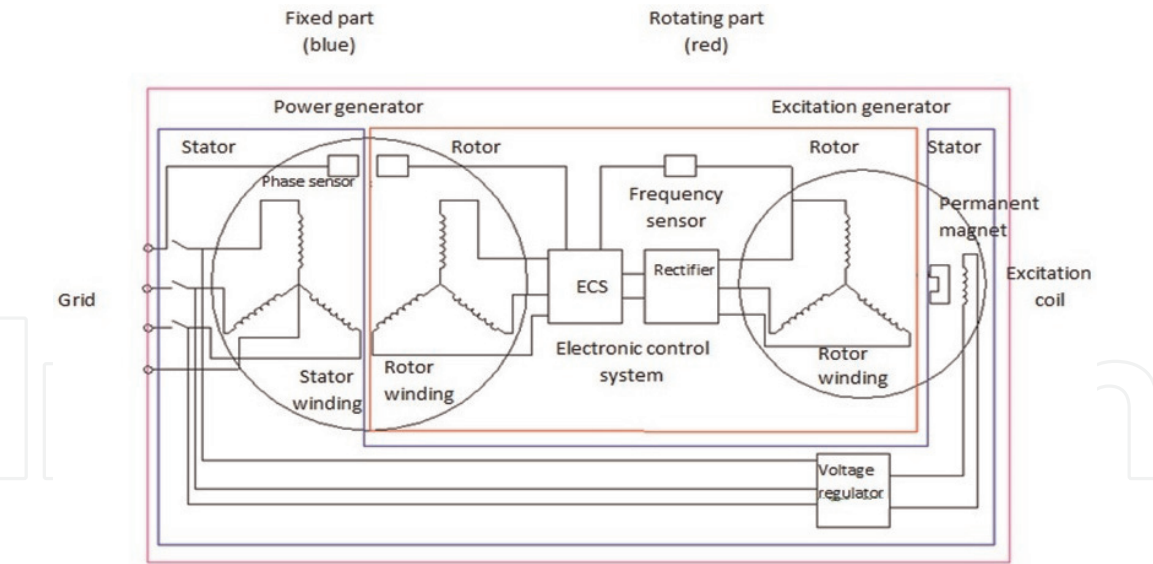 Fixed part
(blue)
Rotating part
(red)
Power generator
Excitation generator
Stator
Rotor
Rotor
Stator
Phase sensor
Frequency
sensor
Permanent
magnet
Grid
ECS
Rectifier
Excitation
coil
Electronic control
system
Stator
winding
Rotor
winding
Rotor
winding
Voltage
regulator